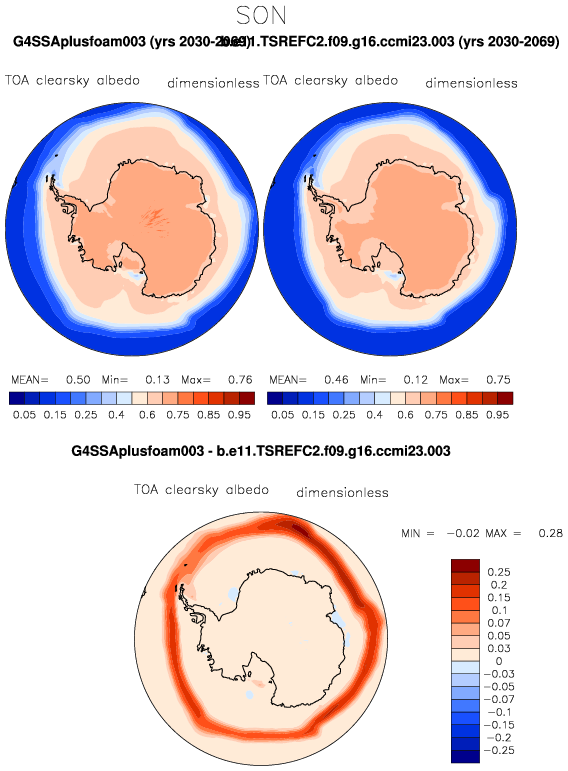 SON
G4SSAplusfoam003 (yrs 2030-2069) b.e11.TSREFC2.f09.g16.ccmi23.003 (yrs 2030-2069)
TOA clearsky albedo dimensionless TOA clearsky albedo dimensionless
MEAN= 0.50 Min= 0.13 Max= 0.76 MEAN= 0.46 Min= 0.12 Max= 0.75
0.05 0.15 0.25 0.4 0.6 0.75 0.85 0.95 0.05 0.15 0.25 0.4 0.6 0.75 0.85 0.95
G4SSAplusfoam003 - b.e11.TSREFC2.f09.g16.ccmi23.003
TOA clearsky albedo dimensionless
MIN = -0.02 MAX = 0.28
0.25
0.2
0.15
0.1
0.07
0.05
0.03
0
-0.03
-0.05
-0.07
-0.1
-0.15
-0.2
-0.25